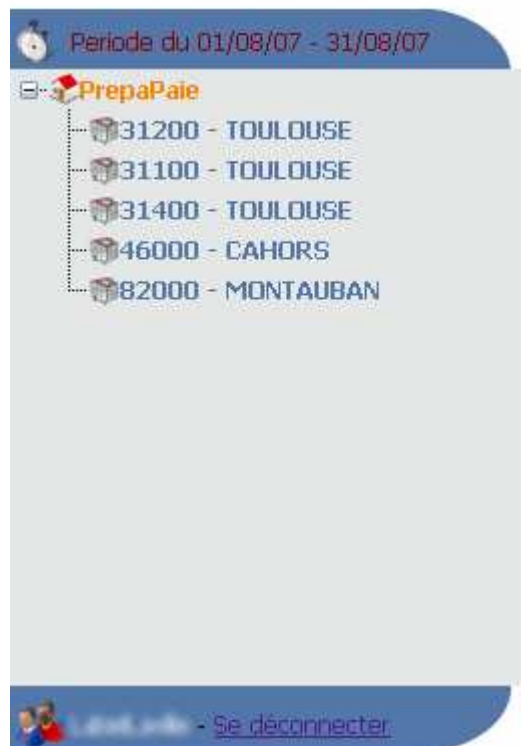 Periode du 01/08/07 - 31/08/07
PrepaPaie
31200 - TOULOUSE
31100 - TOULOUSE
31400 - TOULOUSE
46000 - CAHORS
82000 - MONTAUBAN
- Se déconnecter